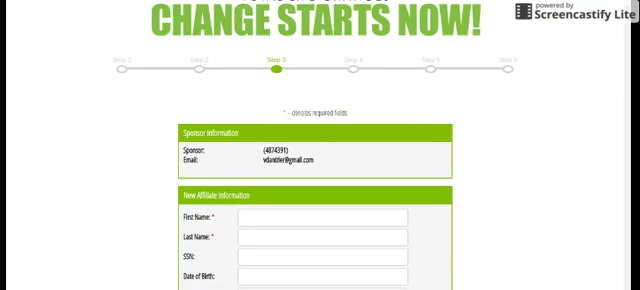 CHANGE STARTS NOW!
powered by
Screencastify Lite
Step 1
Step 2
Step 3
Step 4
Step 5
Step 6
* - denotes required fields
Sponsor Information
Sponsor: (4874391)
Email: vdantzler@gmail.com
New Affiliate Information
First Name: *
Last Name: *
SSN:
Date of Birth: